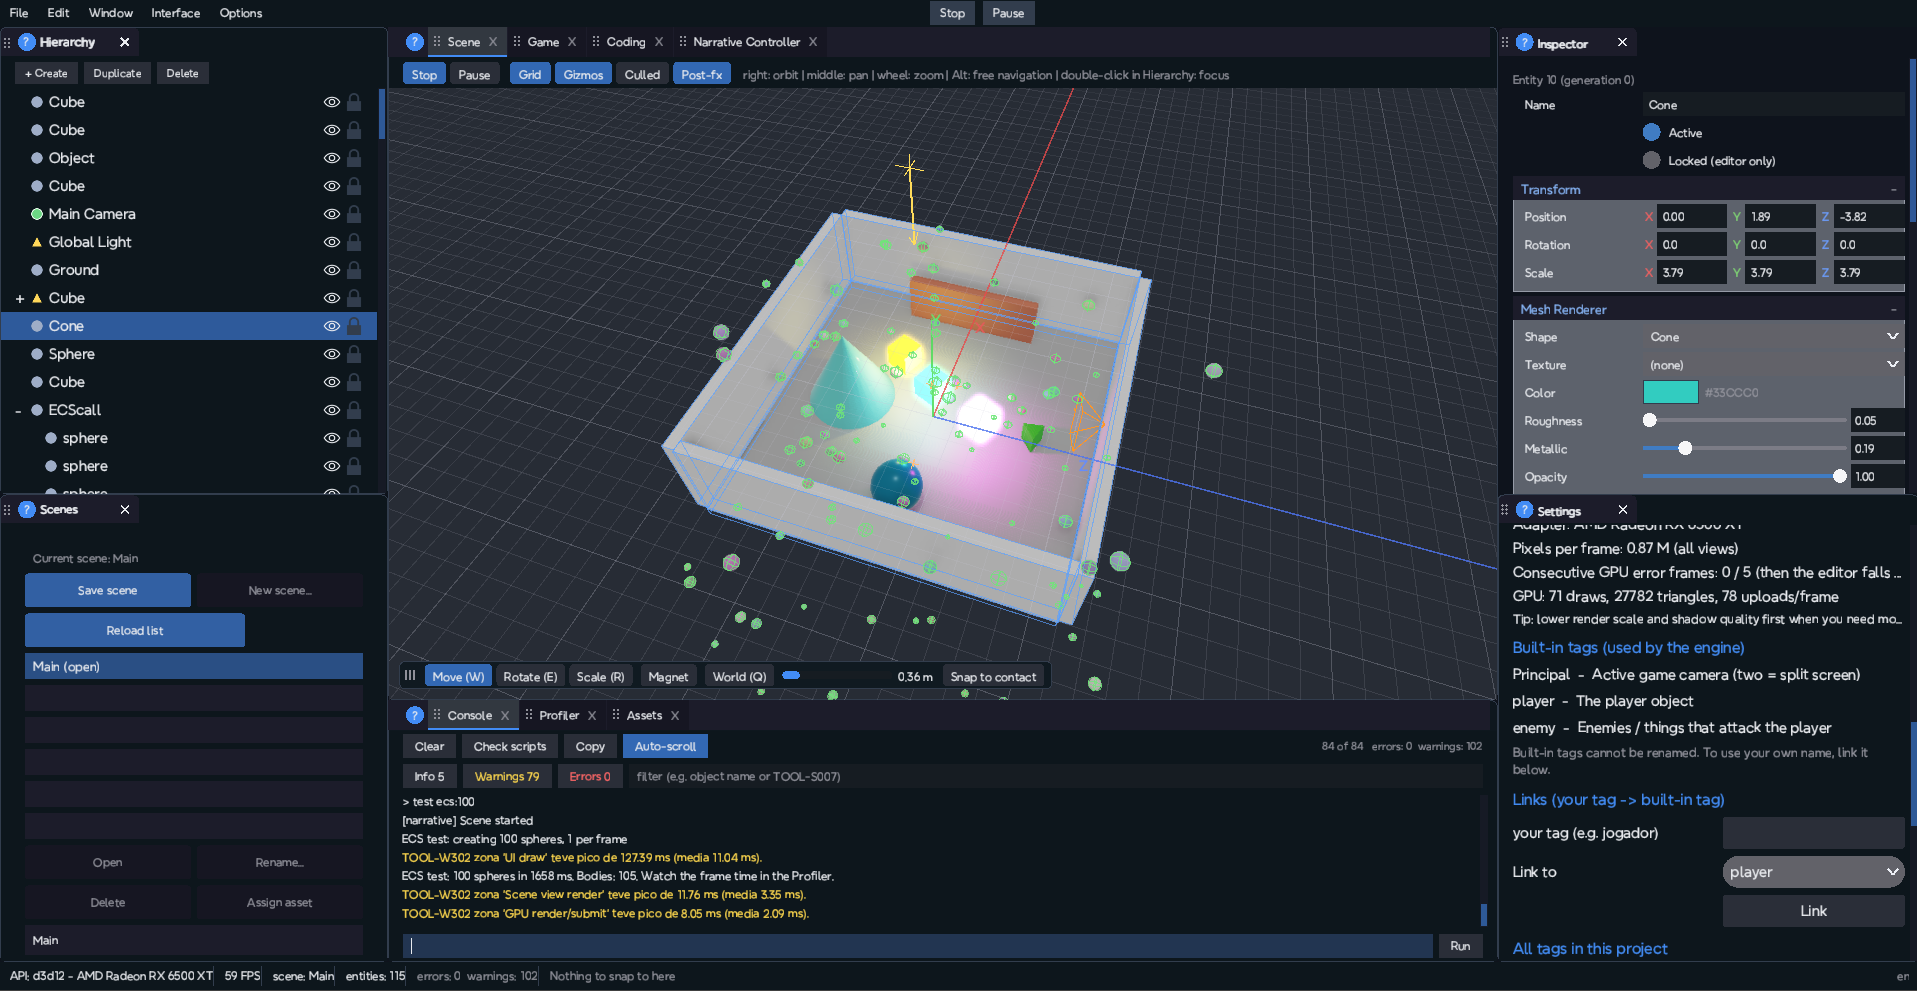 File Edit Window Interface Options Stop Pause
? Hierarchy
+ Create Duplicate Delete
Cube
Cube
Object
Cube
Main Camera
Global Light
Ground
+ Cube
Cone
Sphere
Cube
- ECScall
sphere
sphere
sphere
? Scenes
Current scene: Main
Save scene New scene...
Reload list
Main (open)
Open Rename...
Delete Assign asset
Main
? Scene X Game X Coding X Narrative Controller X
Stop Pause Grid Gizmos Culled Post-fx right: orbit | middle: pan | wheel: zoom | Alt: free navigation | double-click in Hierarchy: focus
Y X Z
Move (W) Rotate (E) Scale (R) Magnet World (Q) 0,36 m Snap to contact
? Console X Profiler X Assets X
Clear Check scripts Copy Auto-scroll 84 of 84 errors: 0 warnings: 102
Info 5 Warnings 79 Errors 0 filter (e.g. object name or TOOL-S007)
> test ecs:100
[narrative] Scene started
ECS test: creating 100 spheres, 1 per frame
TOOL-W302 zona 'UI draw' teve pico de 127.39 ms (media 11.04 ms).
ECS test: 100 spheres in 1658 ms. Bodies: 105. Watch the frame time in the Profiler.
TOOL-W302 zona 'Scene view render' teve pico de 11.76 ms (media 3.35 ms).
TOOL-W302 zona 'GPU render/submit' teve pico de 8.05 ms (media 2.09 ms).
Run
? Inspector
Entity 10 (generation 0)
Name Cone
Active
Locked (editor only)
Transform -
Position X 0.00 Y 1.89 Z -3.82
Rotation X 0.0 Y 0.0 Z 0.0
Scale X 3.79 Y 3.79 Z 3.79
Mesh Renderer -
Shape Cone
Texture (none)
Color #33CCC0
Roughness 0.05
Metallic 0.19
Opacity 1.00
? Settings
Adapter: AMD Radeon RX 6500 XT
Pixels per frame: 0.87 M (all views)
Consecutive GPU error frames: 0 / 5 (then the editor falls ...
GPU: 71 draws, 27782 triangles, 78 uploads/frame
Tip: lower render scale and shadow quality first when you need mo...
Built-in tags (used by the engine)
Principal - Active game camera (two = split screen)
player - The player object
enemy - Enemies / things that attack the player
Built-in tags cannot be renamed. To use your own name, link it
below.
Links (your tag -> built-in tag)
your tag (e.g. jogador)
Link to player
Link
All tags in this project
API: d3d12 - AMD Radeon RX 6500 XT 59 FPS scene: Main entities: 115 errors: 0 warnings: 102 Nothing to snap to here en